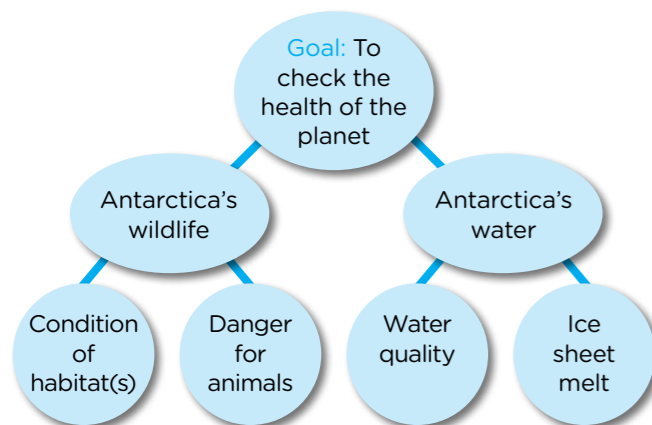 Goal: To
check the
health of the
planet
Antarctica's
wildlife
Antarctica's
water
Condition
of
habitat(s)
Danger
for
animals
Water
quality
Ice
sheet
melt